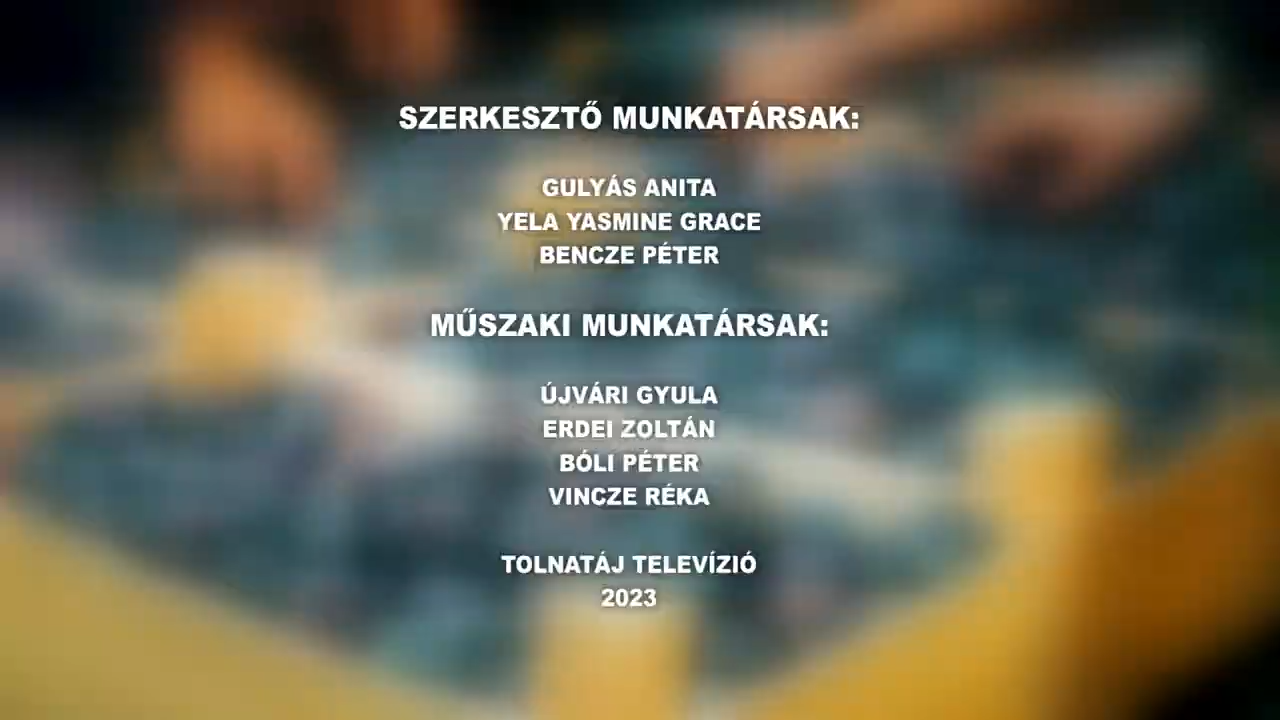 SZERKESZTŐ MUNKATÁRSAK:
GULYÁS ANITA
YELA YASMINE GRACE
BENCZE PÉTER
MŰSZAKI MUNKATÁRSAK:
ÚJVÁRI GYULA
ERDEI ZOLTÁN
BÓLI PÉTER
VINCZE RÉKA
TOLNATÁJ TELEVÍZIÓ
2023